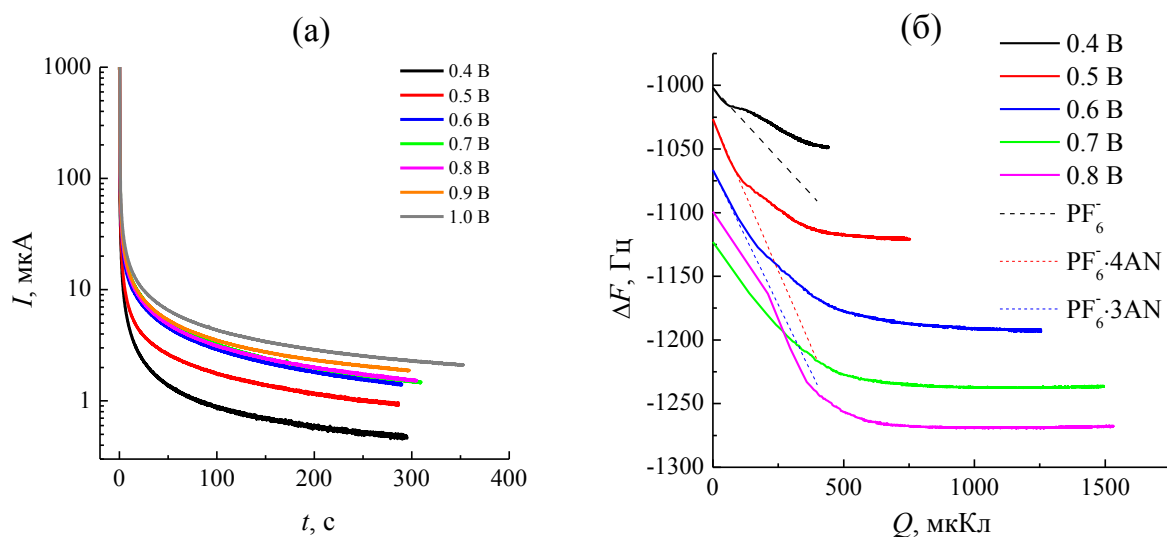 (а)
1000
100
10
1
I, мкА
0
100
200
300
400
t, с
0.4 В
0.5 В
0.6 В
0.7 В
0.8 В
0.9 В
1.0 В
(б)
-1000
-1050
-1100
-1150
-1200
-1250
-1300
ΔF, Гц
0
500
1000
1500
Q, мкКл
0.4 В
0.5 В
0.6 В
0.7 В
0.8 В
PF₆⁻
PF₆⁻·4AN
PF₆⁻·3AN